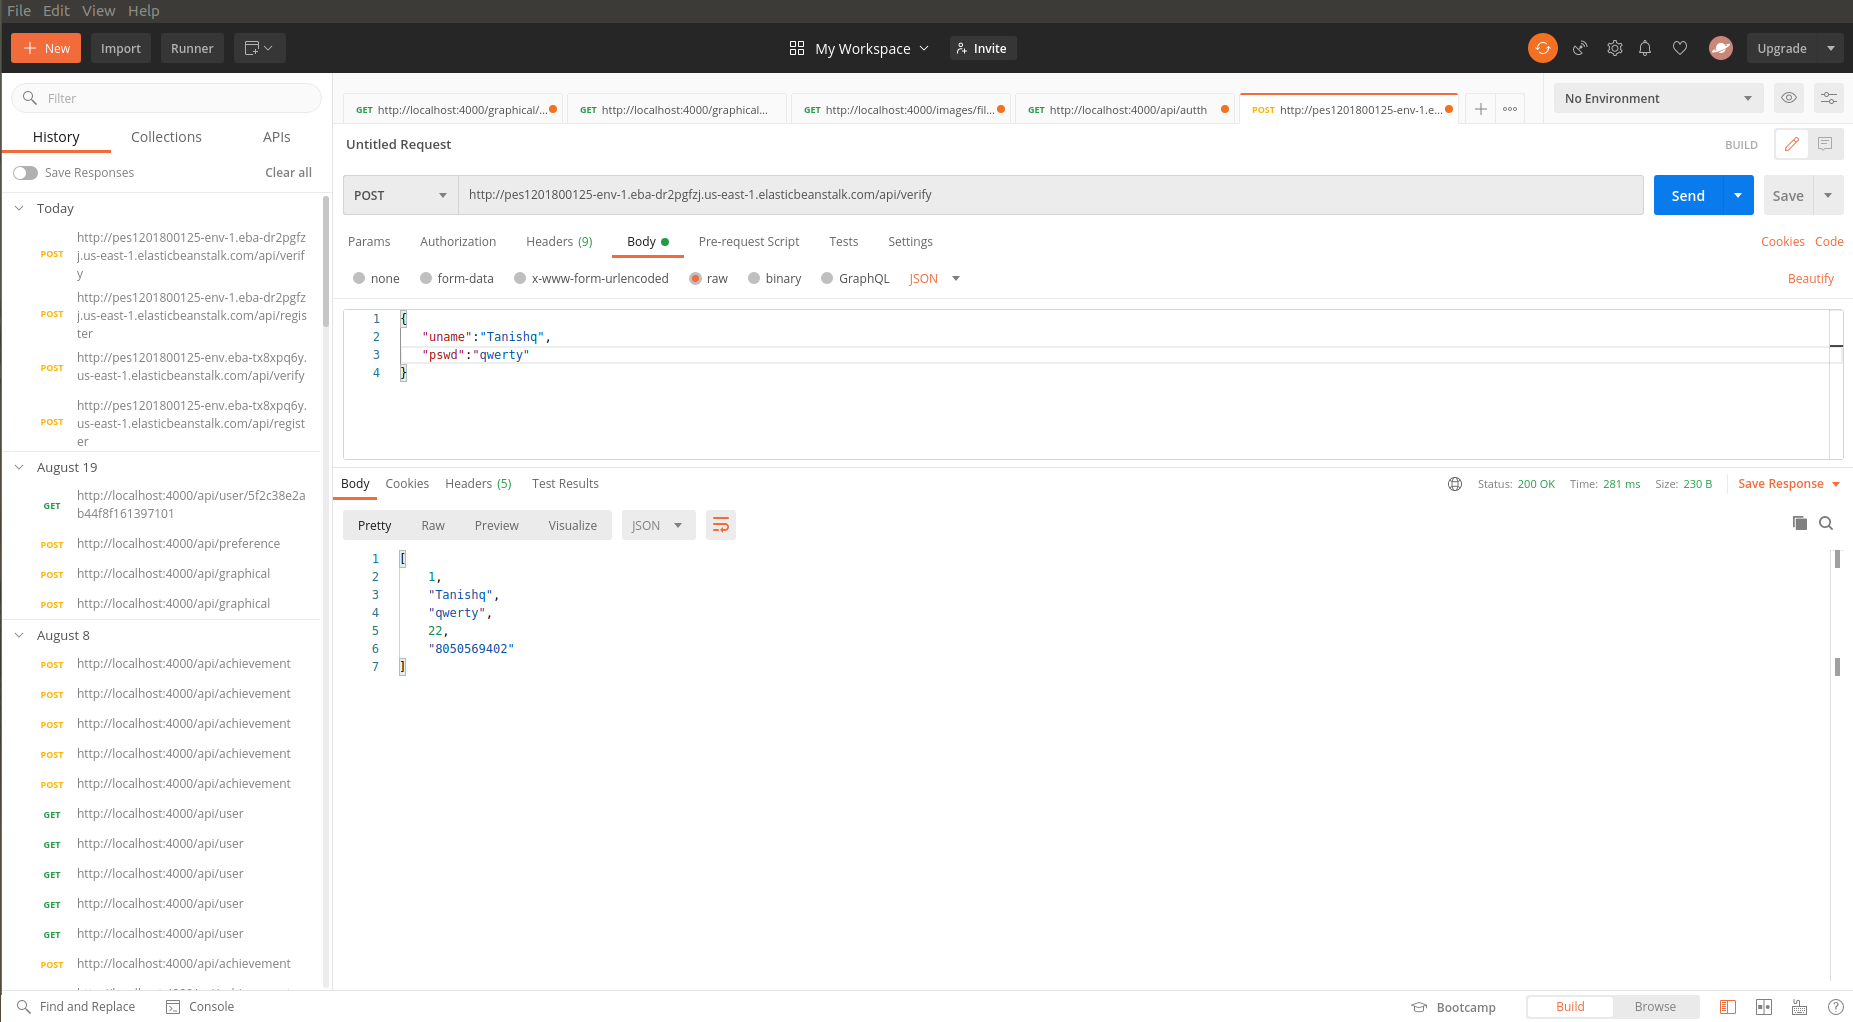 File Edit View Help
New Import Runner My Workspace Invite Upgrade
Filter
History Collections APIs
Save Responses Clear all
Today
http://pes1201800125-env-1.eba-dr2pgfz
POST j.us-east-1.elasticbeanstalk.com/api/verif
y
http://pes1201800125-env-1.eba-dr2pgfz
POST j.us-east-1.elasticbeanstalk.com/api/regis
ter
POST http://pes1201800125-env.eba-tx8xpq6y.
us-east-1.elasticbeanstalk.com/api/verify
http://pes1201800125-env.eba-tx8xpq6y.
POST us-east-1.elasticbeanstalk.com/api/regist
er
August 19
GET http://localhost:4000/api/user/5f2c38e2a
b44f8f161397101
POST http://localhost:4000/api/preference
POST http://localhost:4000/api/graphical
POST http://localhost:4000/api/graphical
August 8
POST http://localhost:4000/api/achievement
POST http://localhost:4000/api/achievement
POST http://localhost:4000/api/achievement
POST http://localhost:4000/api/achievement
POST http://localhost:4000/api/achievement
GET http://localhost:4000/api/user
GET http://localhost:4000/api/user
GET http://localhost:4000/api/user
GET http://localhost:4000/api/user
GET http://localhost:4000/api/user
POST http://localhost:4000/api/achievement
GET http://localhost:4000/graphical/... GET http://localhost:4000/graphical... GET http://localhost:4000/images/fil... GET http://localhost:4000/api/autth POST http://pes1201800125-env-1.e... No Environment
Untitled Request BUILD
POST http://pes1201800125-env-1.eba-dr2pgfzj.us-east-1.elasticbeanstalk.com/api/verify Send Save
Params Authorization Headers (9) Body Pre-request Script Tests Settings Cookies Code
none form-data x-www-form-urlencoded raw binary GraphQL JSON Beautify
1 {
2 "uname":"Tanishq",
3 "pswd":"qwerty"
4 }
Body Cookies Headers (5) Test Results Status: 200 OK Time: 281 ms Size: 230 B Save Response
Pretty Raw Preview Visualize JSON
1 [
2 1,
3 "Tanishq",
4 "qwerty",
5 22,
6 "8050569402"
7 ]
Find and Replace Console Bootcamp Build Browse